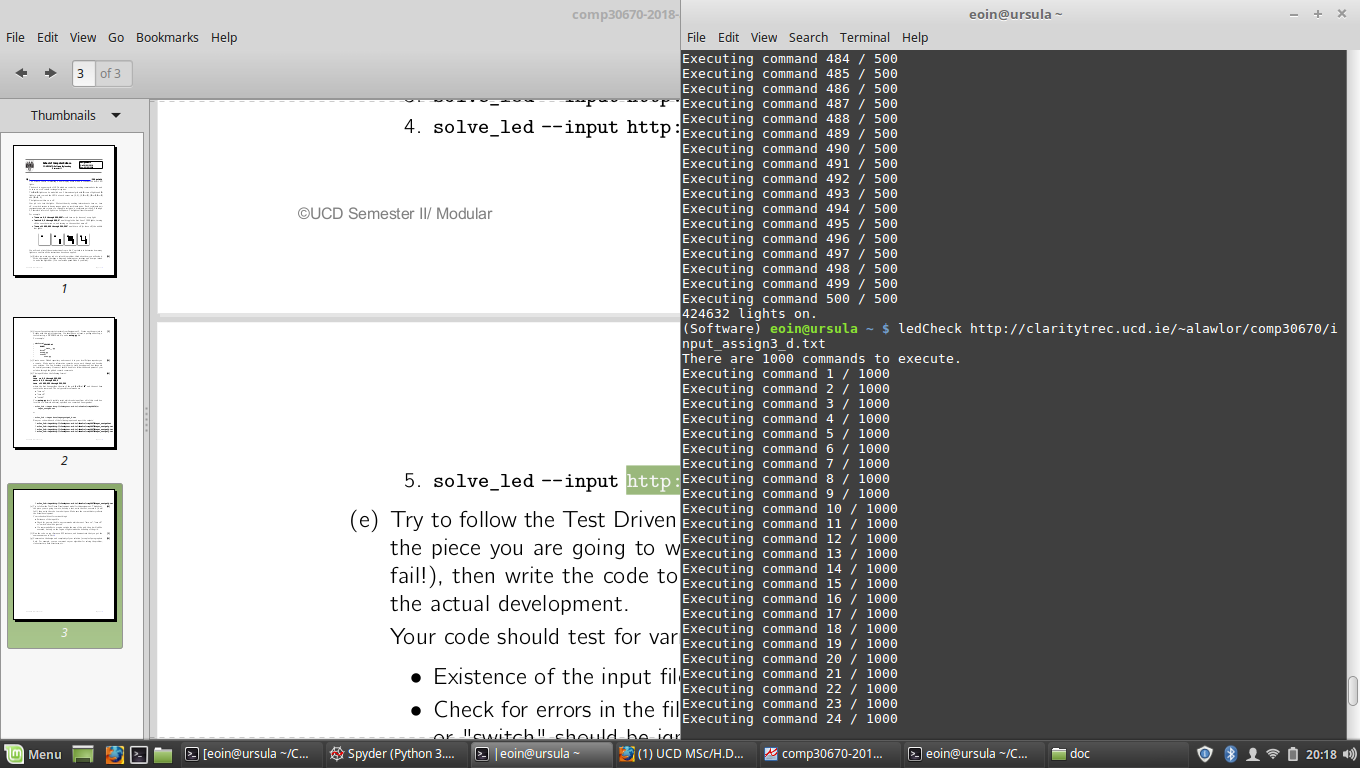 comp30670-2018-
File Edit View Go Bookmarks Help
3 of 3
Thumbnails
1
2
3
4. solve_led --input http:
©UCD Semester II/ Modular
5. solve_led --input http:
(e) Try to follow the Test Driven
the piece you are going to w
fail!), then write the code to
the actual development.
Your code should test for var
• Existence of the input file
• Check for errors in the fil
or "switch" should be ign
eoin@ursula ~
File Edit View Search Terminal Help
Executing command 484 / 500
Executing command 485 / 500
Executing command 486 / 500
Executing command 487 / 500
Executing command 488 / 500
Executing command 489 / 500
Executing command 490 / 500
Executing command 491 / 500
Executing command 492 / 500
Executing command 493 / 500
Executing command 494 / 500
Executing command 495 / 500
Executing command 496 / 500
Executing command 497 / 500
Executing command 498 / 500
Executing command 499 / 500
Executing command 500 / 500
424632 lights on.
(Software) eoin@ursula ~ $ ledCheck http://claritytrec.ucd.ie/~alawlor/comp30670/i
nput_assign3_d.txt
There are 1000 commands to execute.
Executing command 1 / 1000
Executing command 2 / 1000
Executing command 3 / 1000
Executing command 4 / 1000
Executing command 5 / 1000
Executing command 6 / 1000
Executing command 7 / 1000
Executing command 8 / 1000
Executing command 9 / 1000
Executing command 10 / 1000
Executing command 11 / 1000
Executing command 12 / 1000
Executing command 13 / 1000
Executing command 14 / 1000
Executing command 15 / 1000
Executing command 16 / 1000
Executing command 17 / 1000
Executing command 18 / 1000
Executing command 19 / 1000
Executing command 20 / 1000
Executing command 21 / 1000
Executing command 22 / 1000
Executing command 23 / 1000
Executing command 24 / 1000
Menu [eoin@ursula ~/C... Spyder (Python 3.... eoin@ursula ~ (1) UCD MSc/H.D... comp30670-201... eoin@ursula ~/C... doc 20:18